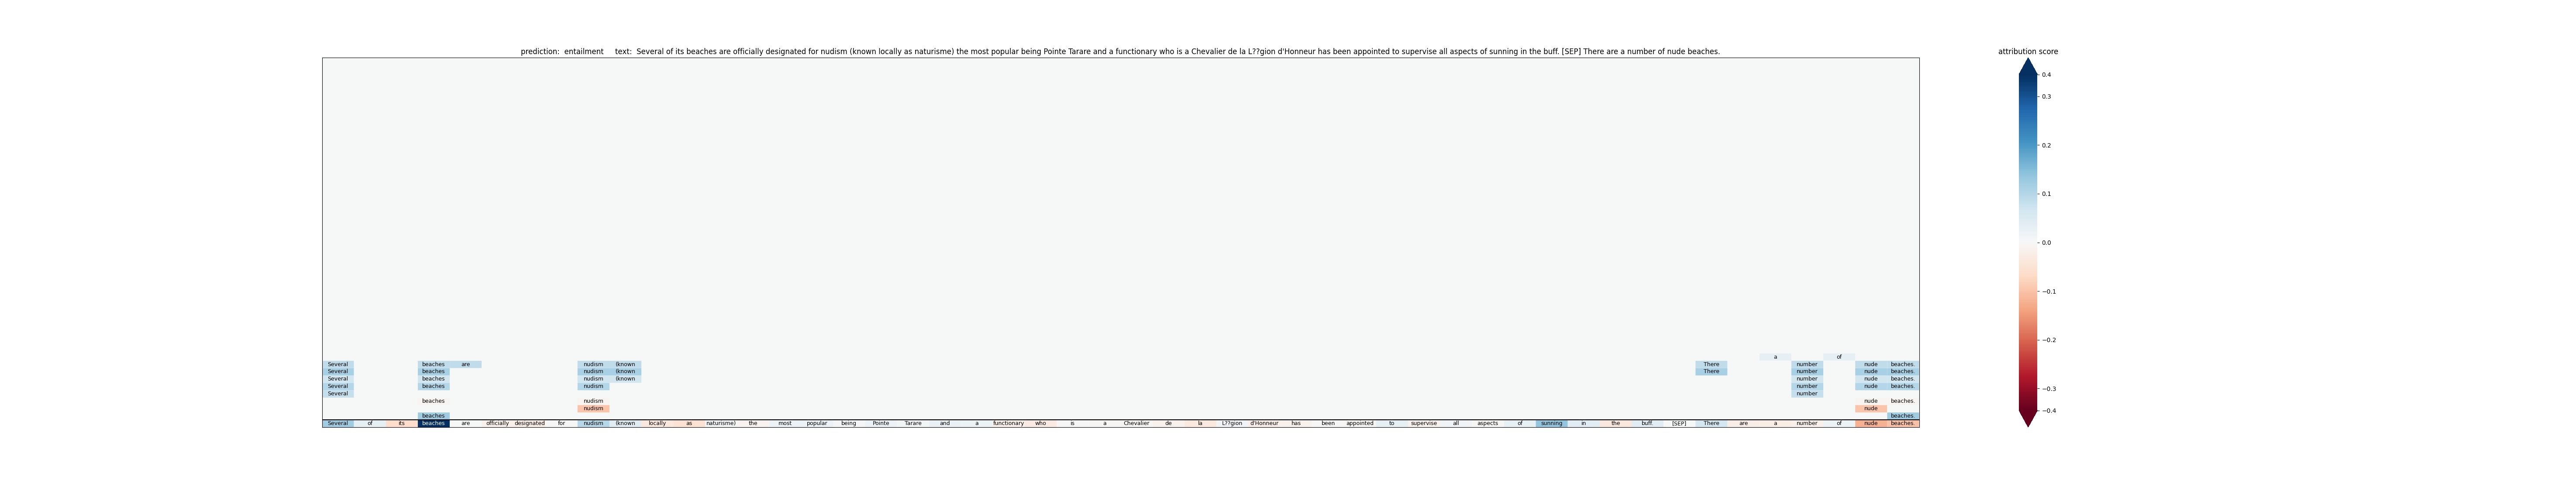 prediction: entailment text: Several of its beaches are officially designated for nudism (known locally as naturisme) the most popular being Pointe Tarare and a functionary who is a Chevalier de la L??gion d'Honneur has been appointed to supervise all aspects of sunning in the buff. [SEP] There are a number of nude beaches.
attribution score
0.4
0.3
0.2
0.1
0.0
−0.1
−0.2
−0.3
−0.4
a of
Several beaches are nudism (known There number nude beaches.
Several beaches nudism (known There number nude beaches.
Several beaches nudism (known number nude beaches.
Several beaches nudism number nude beaches.
Several number
beaches nudism nude beaches.
nudism nude
beaches beaches.
Several of its beaches are officially designated for nudism (known locally as naturisme) the most popular being Pointe Tarare and a functionary who is a Chevalier de la L??gion d'Honneur has been appointed to supervise all aspects of sunning in the buff. [SEP] There are a number of nude beaches.